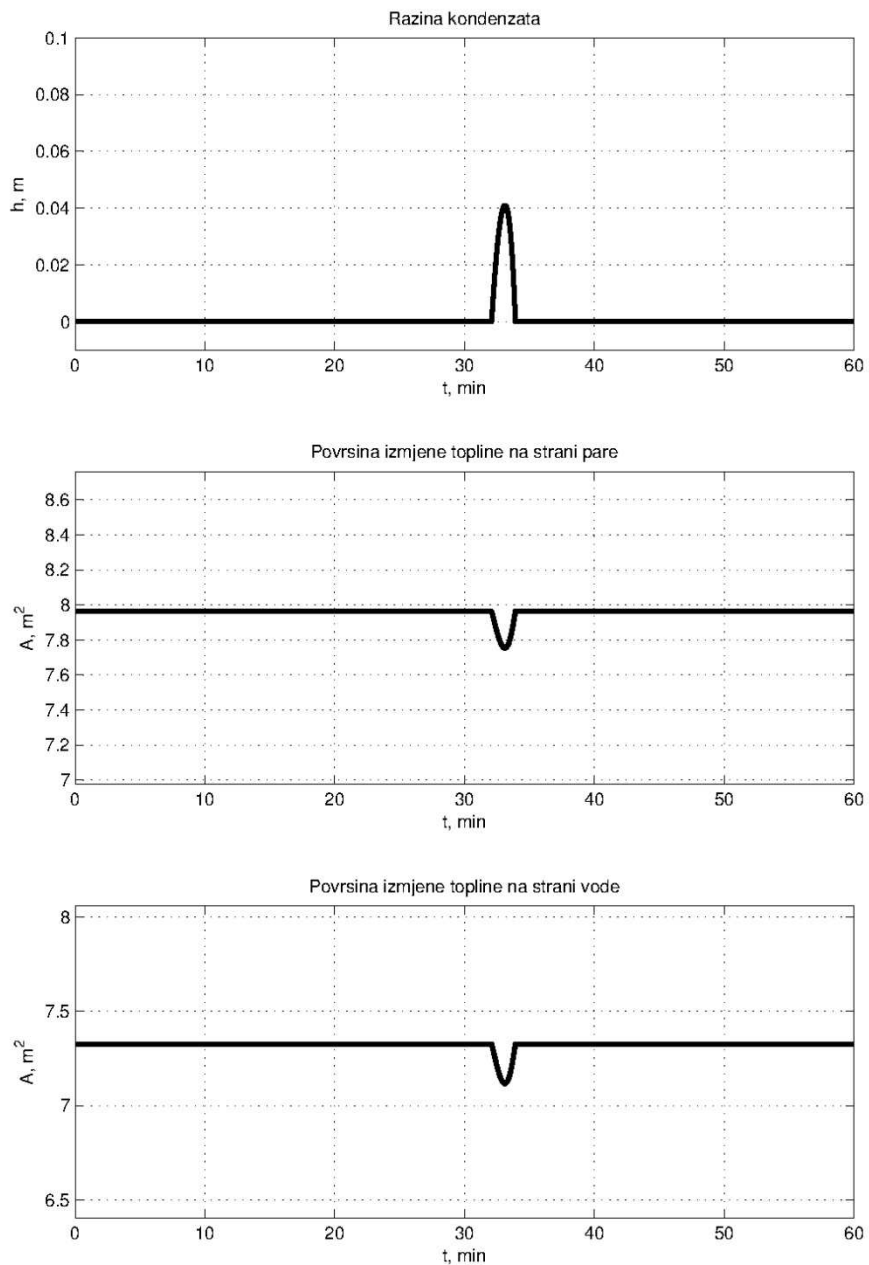 Razina kondenzata
0.1
0.08
0.06
0.04
0.02
0
h, m
0 10 20 30 40 50 60
t, min
Povrsina izmjene topline na strani pare
8.6
8.4
8.2
8
7.8
7.6
7.4
7.2
7
A, m²
0 10 20 30 40 50 60
t, min
Povrsina izmjene topline na strani vode
8
7.5
7
6.5
A, m²
0 10 20 30 40 50 60
t, min